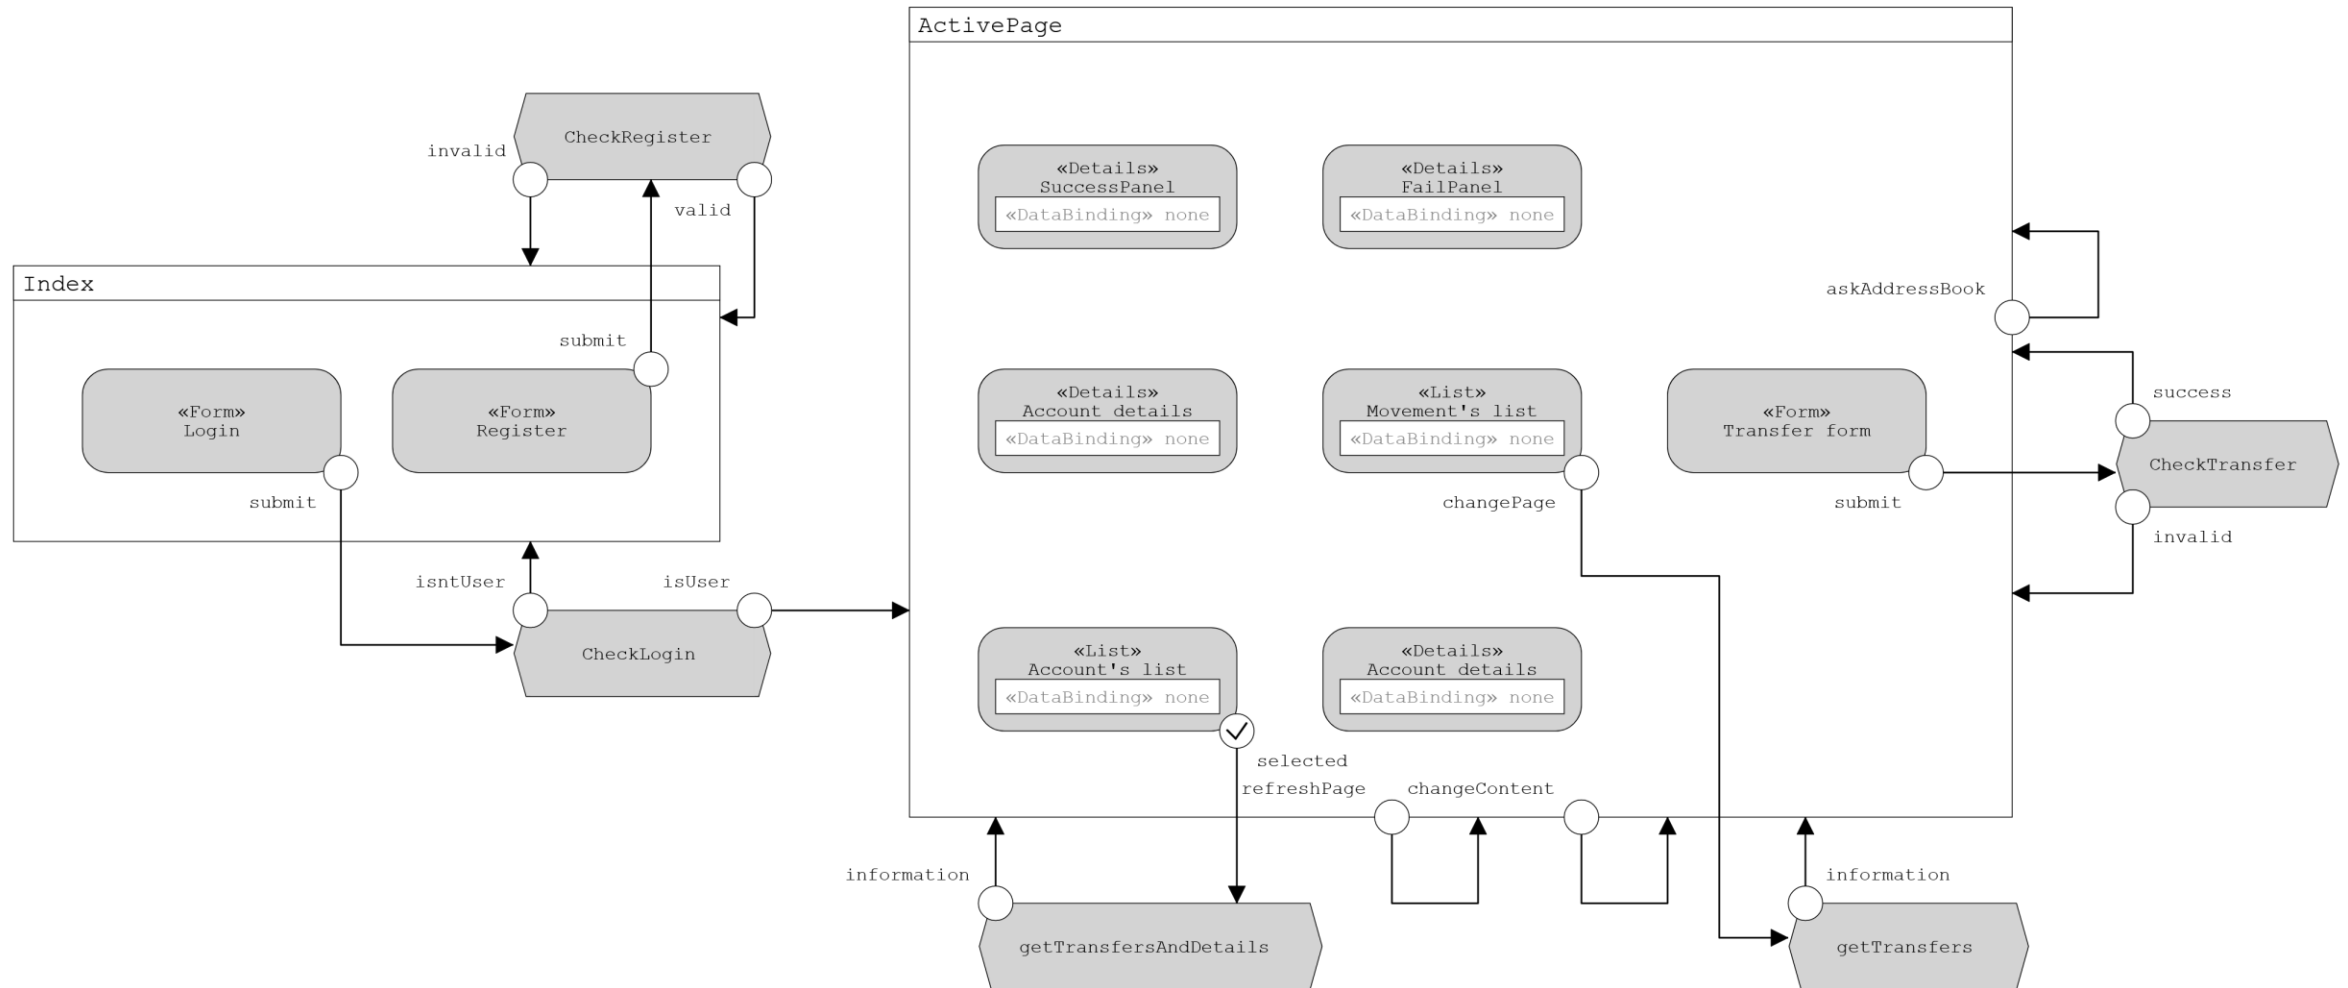 ActivePage
CheckRegister
invalid
valid
«Details»
SuccessPanel
«DataBinding» none
«Details»
FailPanel
«DataBinding» none
Index
askAddressBook
submit
«Form»
Login
«Form»
Register
submit
«Details»
Account details
«DataBinding» none
«List»
Movement's list
«DataBinding» none
changePage
«Form»
Transfer form
submit
success
CheckTransfer
invalid
isntUser
isUser
CheckLogin
«List»
Account's list
«DataBinding» none
«Details»
Account details
«DataBinding» none
selected
refreshPage
changeContent
information
information
getTransfersAndDetails
getTransfers